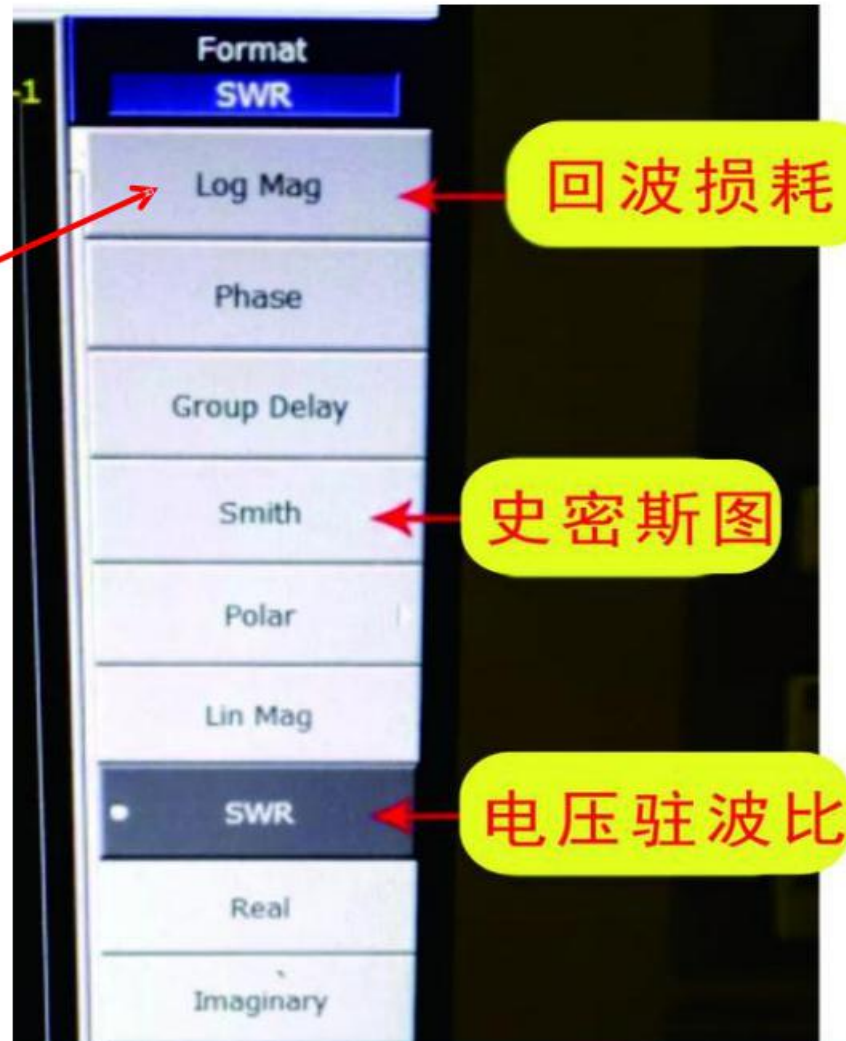 Format
SWR
-1
Log Mag
回波损耗
Phase
Group Delay
Smith
史密斯图
Polar
Lin Mag
SWR
电压驻波比
Real
Imaginary